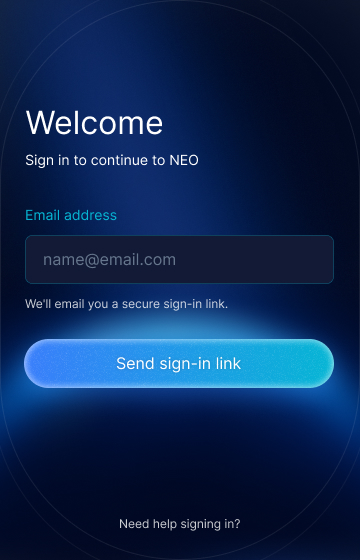 Welcome
Sign in to continue to NEO
Email address
name@email.com
We'll email you a secure sign-in link.
Send sign-in link
Need help signing in?